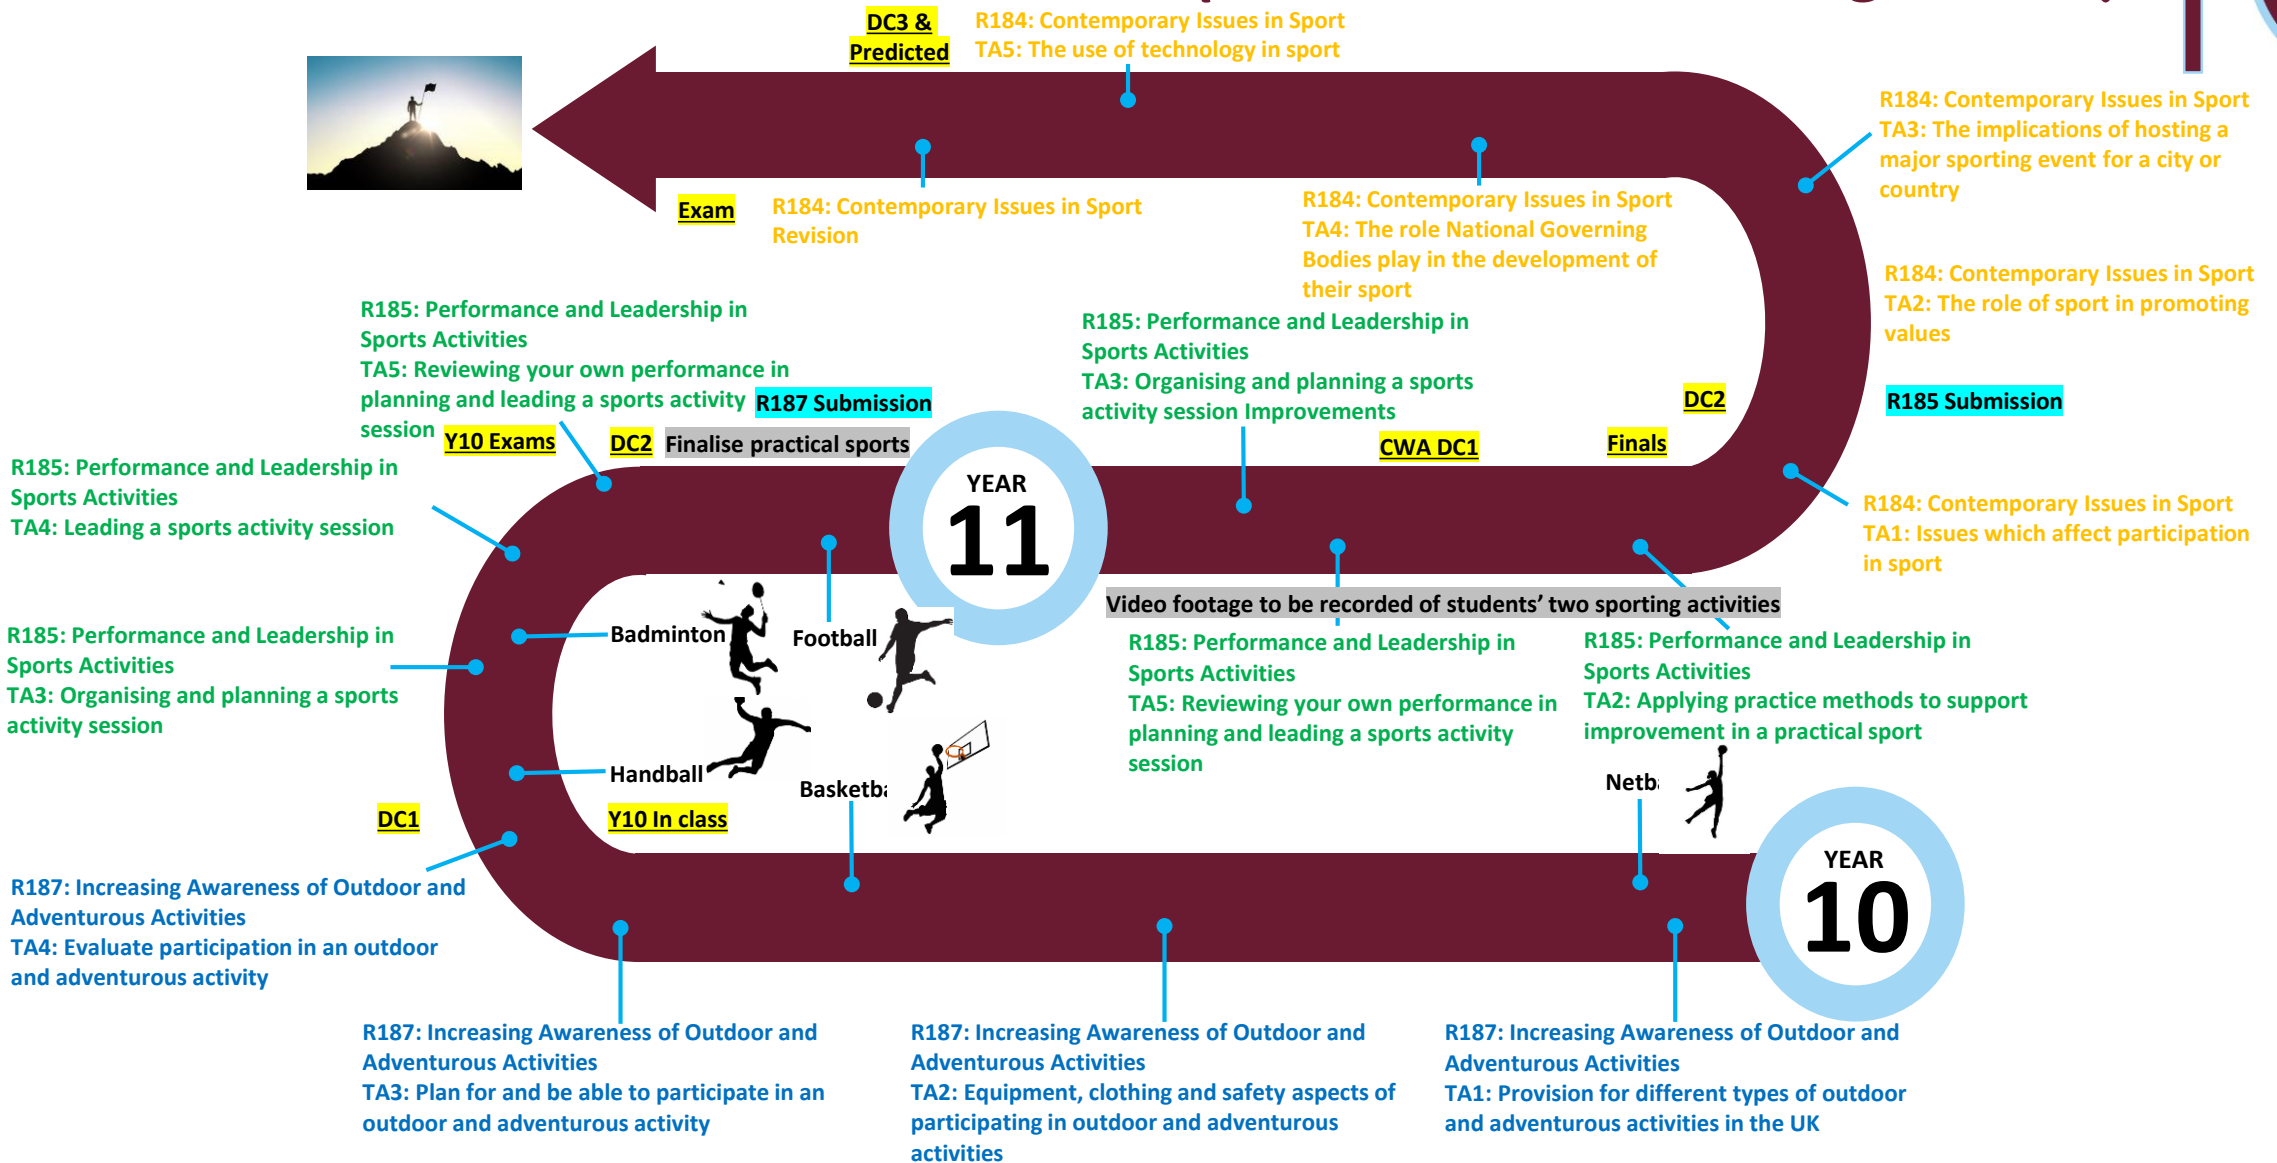 DC3 &
Predicted
R184: Contemporary Issues in Sport
TA5: The use of technology in sport
R184: Contemporary Issues in Sport
TA3: The implications of hosting a
major sporting event for a city or
country
Exam
R184: Contemporary Issues in Sport
Revision
R184: Contemporary Issues in Sport
TA4: The role National Governing
Bodies play in the development of
their sport
R184: Contemporary Issues in Sport
TA2: The role of sport in promoting
values
R185: Performance and Leadership in
Sports Activities
TA5: Reviewing your own performance in
planning and leading a sports activity
session
R187 Submission
R185: Performance and Leadership in
Sports Activities
TA3: Organising and planning a sports
activity session Improvements
DC2
R185 Submission
Y10 Exams
DC2
Finalise practical sports
CWA DC1
Finals
R185: Performance and Leadership in
Sports Activities
TA4: Leading a sports activity session
YEAR
11
R184: Contemporary Issues in Sport
TA1: Issues which affect participation
in sport
Video footage to be recorded of students' two sporting activities
R185: Performance and Leadership in
Sports Activities
TA3: Organising and planning a sports
activity session
Badminton
Football
R185: Performance and Leadership in
Sports Activities
TA5: Reviewing your own performance in
planning and leading a sports activity
session
R185: Performance and Leadership in
Sports Activities
TA2: Applying practice methods to support
improvement in a practical sport
Handball
Basketba
Netb
DC1
Y10 In class
YEAR
10
R187: Increasing Awareness of Outdoor and
Adventurous Activities
TA4: Evaluate participation in an outdoor
and adventurous activity
R187: Increasing Awareness of Outdoor and
Adventurous Activities
TA3: Plan for and be able to participate in an
outdoor and adventurous activity
R187: Increasing Awareness of Outdoor and
Adventurous Activities
TA2: Equipment, clothing and safety aspects of
participating in outdoor and adventurous
activities
R187: Increasing Awareness of Outdoor and
Adventurous Activities
TA1: Provision for different types of outdoor
and adventurous activities in the UK